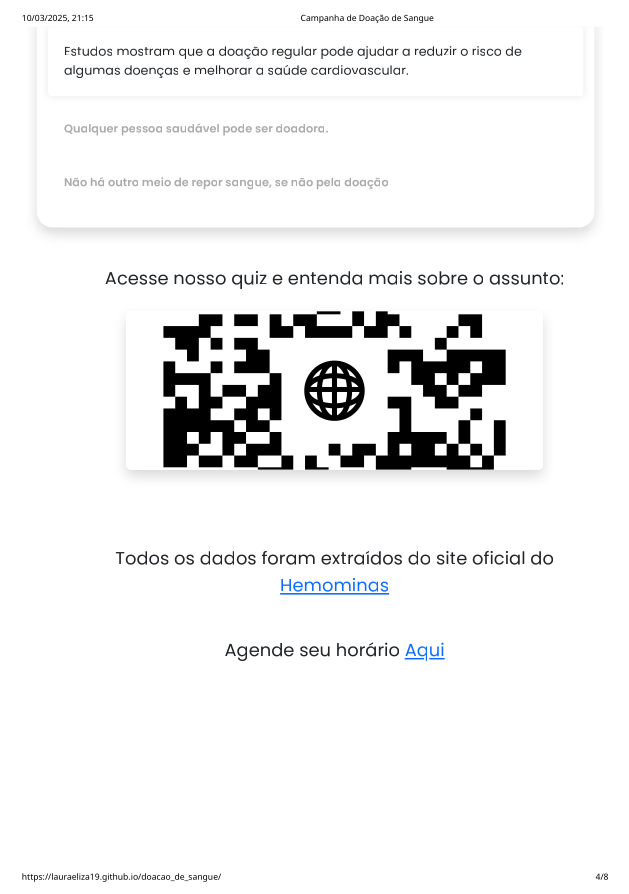 10/03/2025, 21:15 Campanha de Doação de Sangue
Estudos mostram que a doação regular pode ajudar a reduzir o risco de
algumas doenças e melhorar a saúde cardiovascular.
Qualquer pessoa saudável pode ser doadora.
Não há outro meio de repor sangue, se não pela doação
Acesse nosso quiz e entenda mais sobre o assunto:
Todos os dados foram extraídos do site oficial do
Hemominas
Agende seu horário Aqui
https://lauraeliza19.github.io/doacao_de_sangue/ 4/8